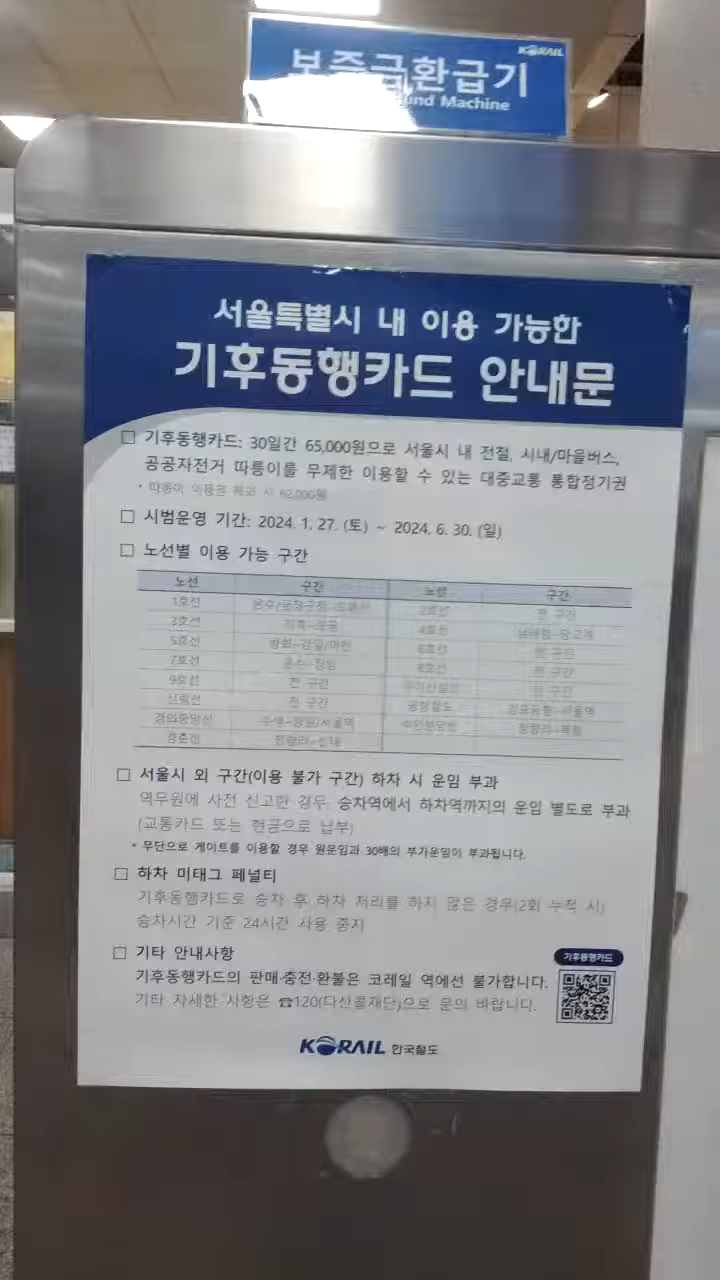 KORAIL
보증금환급기
und Machine
서울특별시 내 이용 가능한
기후동행카드 안내문
□ 기후동행카드: 30일간 65,000원으로 서울시 내 전철, 시내/마을버스,
공공자전거 따릉이를 무제한 이용할 수 있는 대중교통 통합정기권
* 따릉이 이용권 제외 시 62,000원
□ 시범운영 기간: 2024. 1. 27. (토) ~ 2024. 6. 30. (일)
□ 노선별 이용 가능 구간
노선 구간 노선 구간
1호선
3호선 지축~오금 4호선 남태령~당고개
5호선 방화~강일/마천 6호선 전 구간
7호선 온수~장암 8호선 전 구간
9호선 전 구간 우이신설선 전 구간
신림선 전 구간 공항철도 김포공항~서울역
경의중앙선 수색~양원/서울역 수인분당선 청량리~복정
경춘선 청량리~신내
□ 서울시 외 구간(이용 불가 구간) 하차 시 운임 부과
역무원에 사전 신고한 경우 승차역에서 하차역까지의 운임 별도로 부과
(교통카드 또는 현금으로 납부)
* 무단으로 게이트를 이용할 경우 원운임과 30배의 부가운임이 부과됩니다.
□ 하차 미태그 페널티
기후동행카드로 승차 후 하차 처리를 하지 않은 경우(2회 누적 시)
승차시간 기준 24시간 사용 중지
□ 기타 안내사항
기후동행카드의 판매·충전·환불은 코레일 역에선 불가합니다.
기타 자세한 사항은 ☎120(다산콜재단)으로 문의 바랍니다.
기후동행카드
KORAIL 한국철도